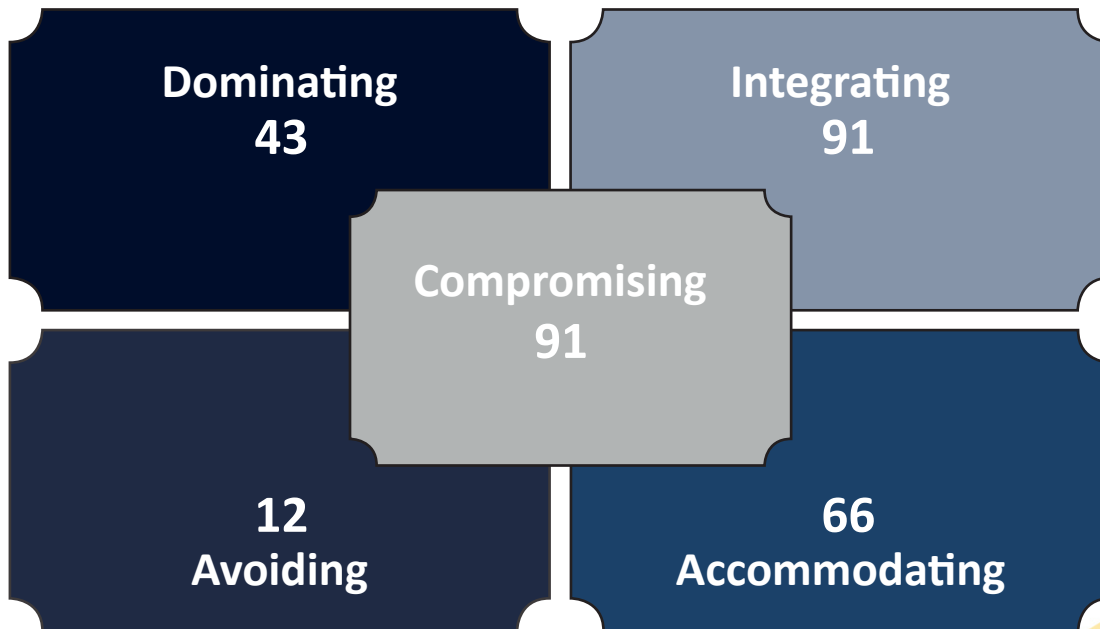 Dominating
43
Integrating
91
Compromising
91
12
Avoiding
66
Accommodating